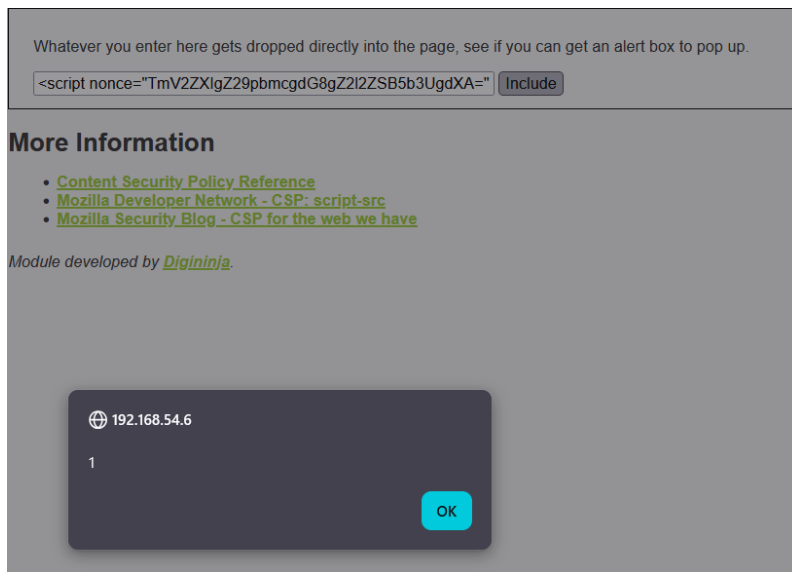 Whatever you enter here gets dropped directly into the page, see if you can get an alert box to pop up.
<script nonce="TmV2ZXIgZ29pbmcgdG8gZ2l2ZSB5b3UgdXA=" Include
More Information
• Content Security Policy Reference
• Mozilla Developer Network - CSP: script-src
• Mozilla Security Blog - CSP for the web we have
Module developed by Digininja.
192.168.54.6
1
OK